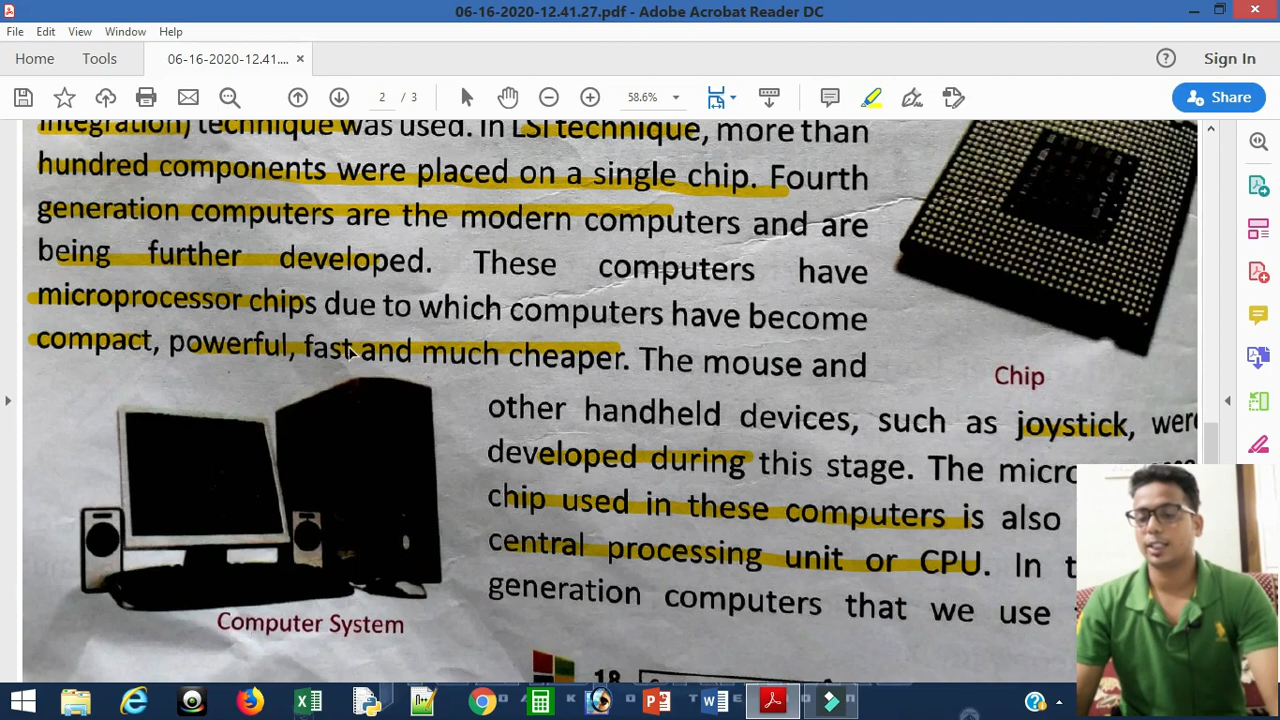 06-16-2020-12.41.27.pdf - Adobe Acrobat Reader DC
File Edit View Window Help
Home Tools 06-16-2020-12.41.... Sign In
2 / 3 58.6% Share
integration) technique was used. In LSI technique, more than
hundred components were placed on a single chip. Fourth
generation computers are the modern computers and are
being further developed. These computers have
microprocessor chips due to which computers have become
compact, powerful, fast and much cheaper. The mouse and
Chip
other handheld devices, such as joystick, were
developed during this stage. The micro
chip used in these computers is also
central processing unit or CPU. In
generation computers that we use
Computer System
18